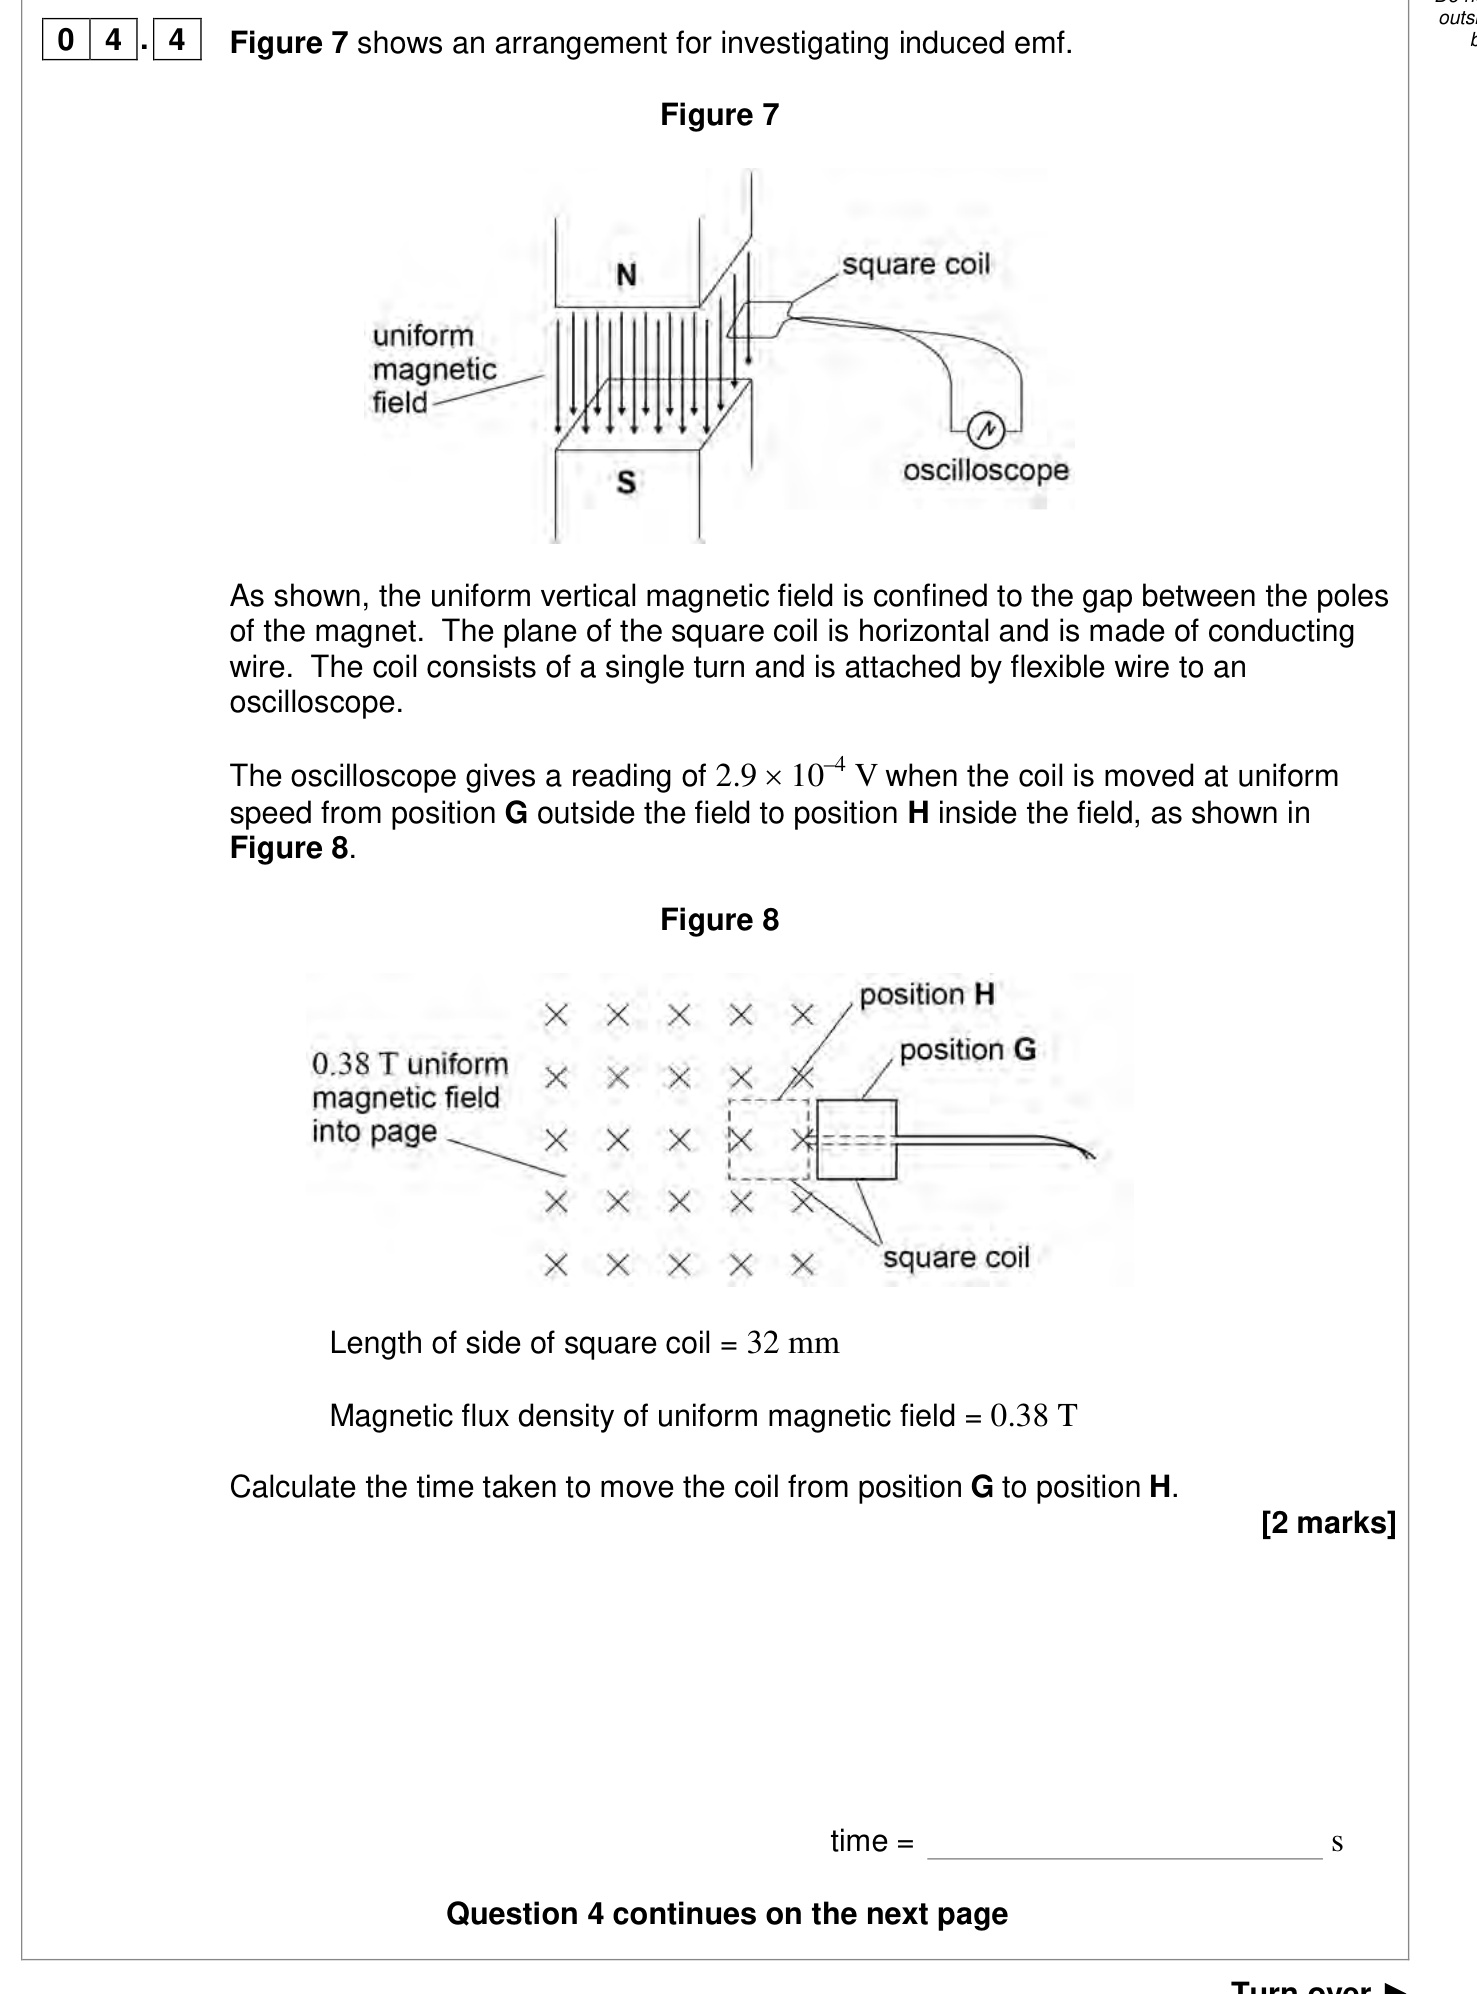 Do n
outsi
b
0 4 . 4 Figure 7 shows an arrangement for investigating induced emf.
Figure 7
N
square coil
uniform
magnetic
field
oscilloscope
S
As shown, the uniform vertical magnetic field is confined to the gap between the poles
of the magnet. The plane of the square coil is horizontal and is made of conducting
wire. The coil consists of a single turn and is attached by flexible wire to an
oscilloscope.
The oscilloscope gives a reading of 2.9 × 10⁻⁴ V when the coil is moved at uniform
speed from position G outside the field to position H inside the field, as shown in
Figure 8.
Figure 8
position H
position G
0.38 T uniform
magnetic field
into page
square coil
Length of side of square coil = 32 mm
Magnetic flux density of uniform magnetic field = 0.38 T
Calculate the time taken to move the coil from position G to position H.
[2 marks]
time = s
Question 4 continues on the next page
Turn over ►